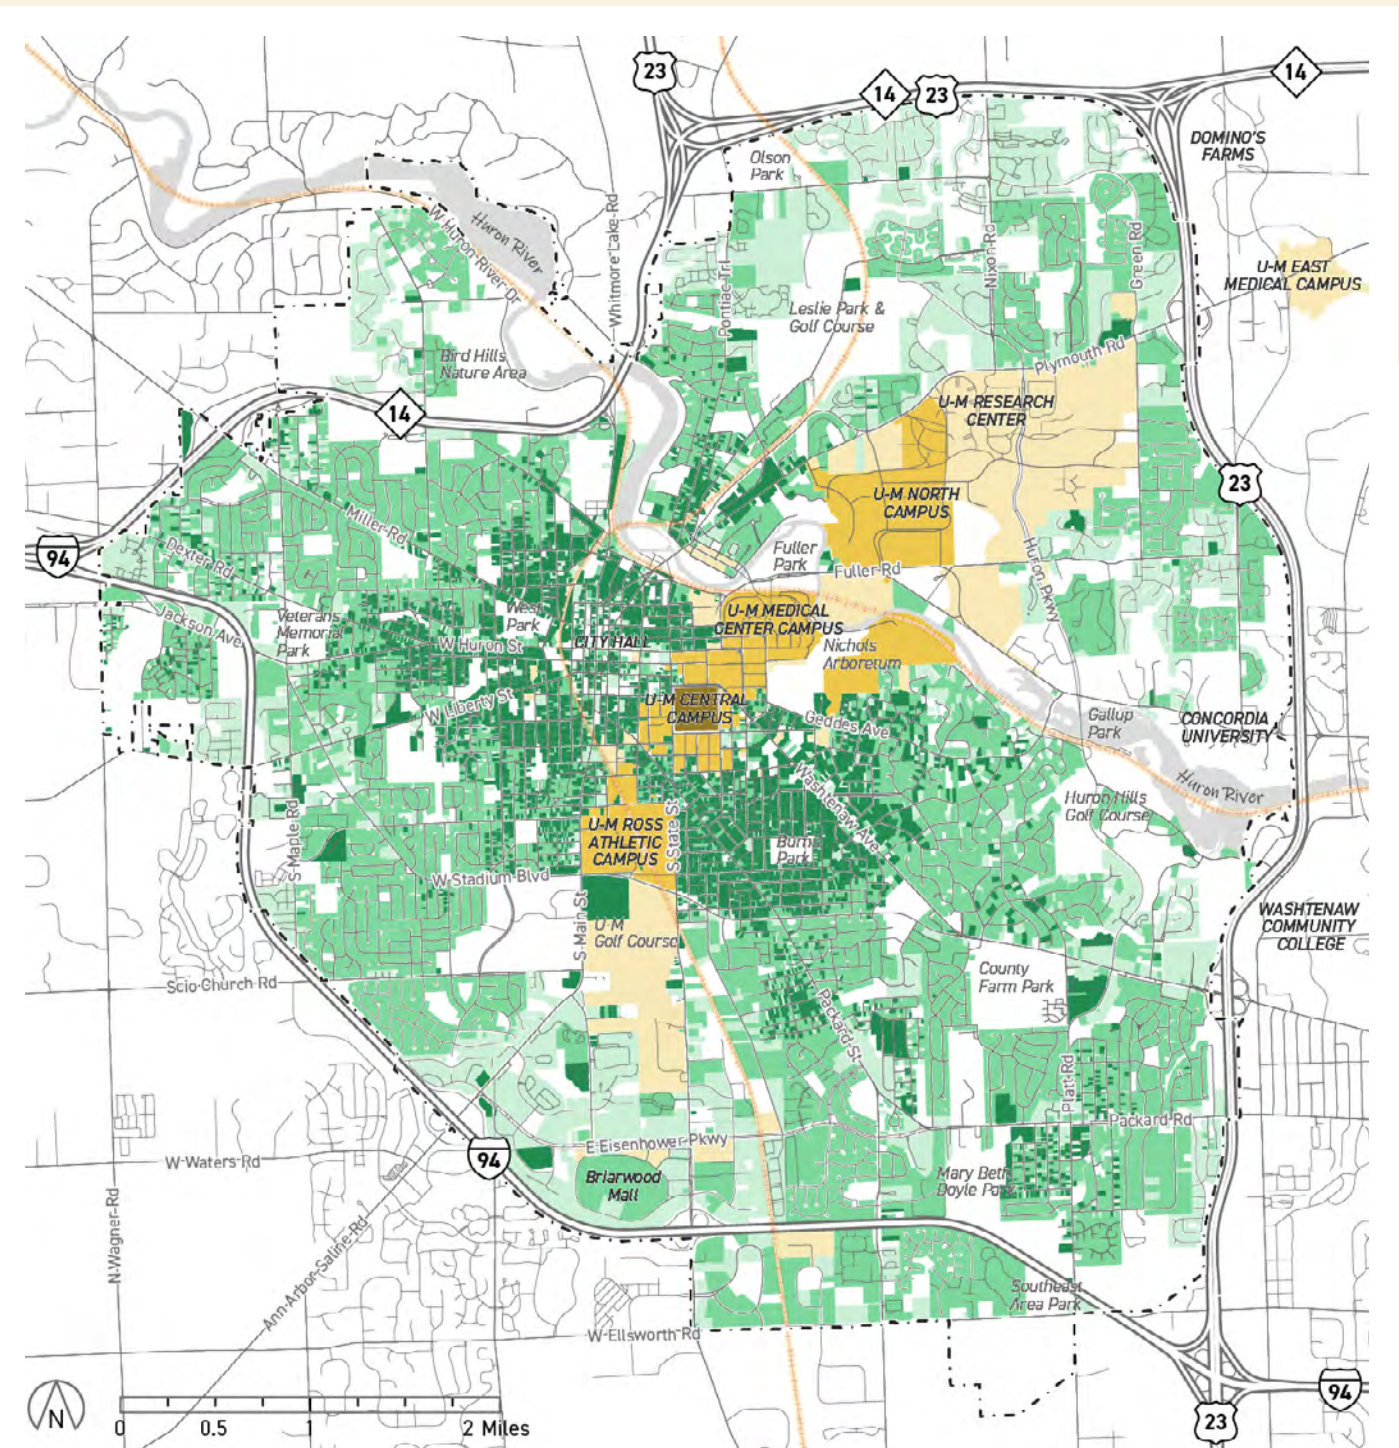 23
14
23
14
DOMINO'S
FARMS
Olson
Park
Huron River
W Huron River Dr
Whitmore Lake Rd
Pontiac Trl
Nixon Rd
Green Rd
U-M EAST
MEDICAL CAMPUS
Leslie Park &
Golf Course
Bird Hills
Nature Area
Plymouth Rd
14
U-M RESEARCH
CENTER
23
U-M NORTH
CAMPUS
Miller Rd
94
Dexter Rd
Fuller
Park
Fuller Rd
Huron Pkwy
Jackson Ave
Veterans
Memorial
Park
West
Park
U-M MEDICAL
CENTER CAMPUS
W Huron St
CITY HALL
Nichols
Arboretum
W Liberty St
U-M CENTRAL
CAMPUS
Geddes Ave
Gallup
Park
CONCORDIA
UNIVERSITY
Washtenaw Ave
Huron River
Huron Hills
Golf Course
S Maple Rd
U-M ROSS
ATHLETIC
CAMPUS
S State St
Burns
Park
W Stadium Blvd
S Main St
U-M
Golf Course
WASHTENAW
COMMUNITY
COLLEGE
Scio Church Rd
County
Farm Park
Packard St
Platt Rd
Packard Rd
E Eisenhower Pkwy
94
W Waters Rd
Briarwood
Mall
Mary Beth
Doyle Park
N Wagner Rd
Ann Arbor-Saline Rd
Southeast
Area Park
W Ellsworth Rd
94
23
N
0 0.5 1 2 Miles